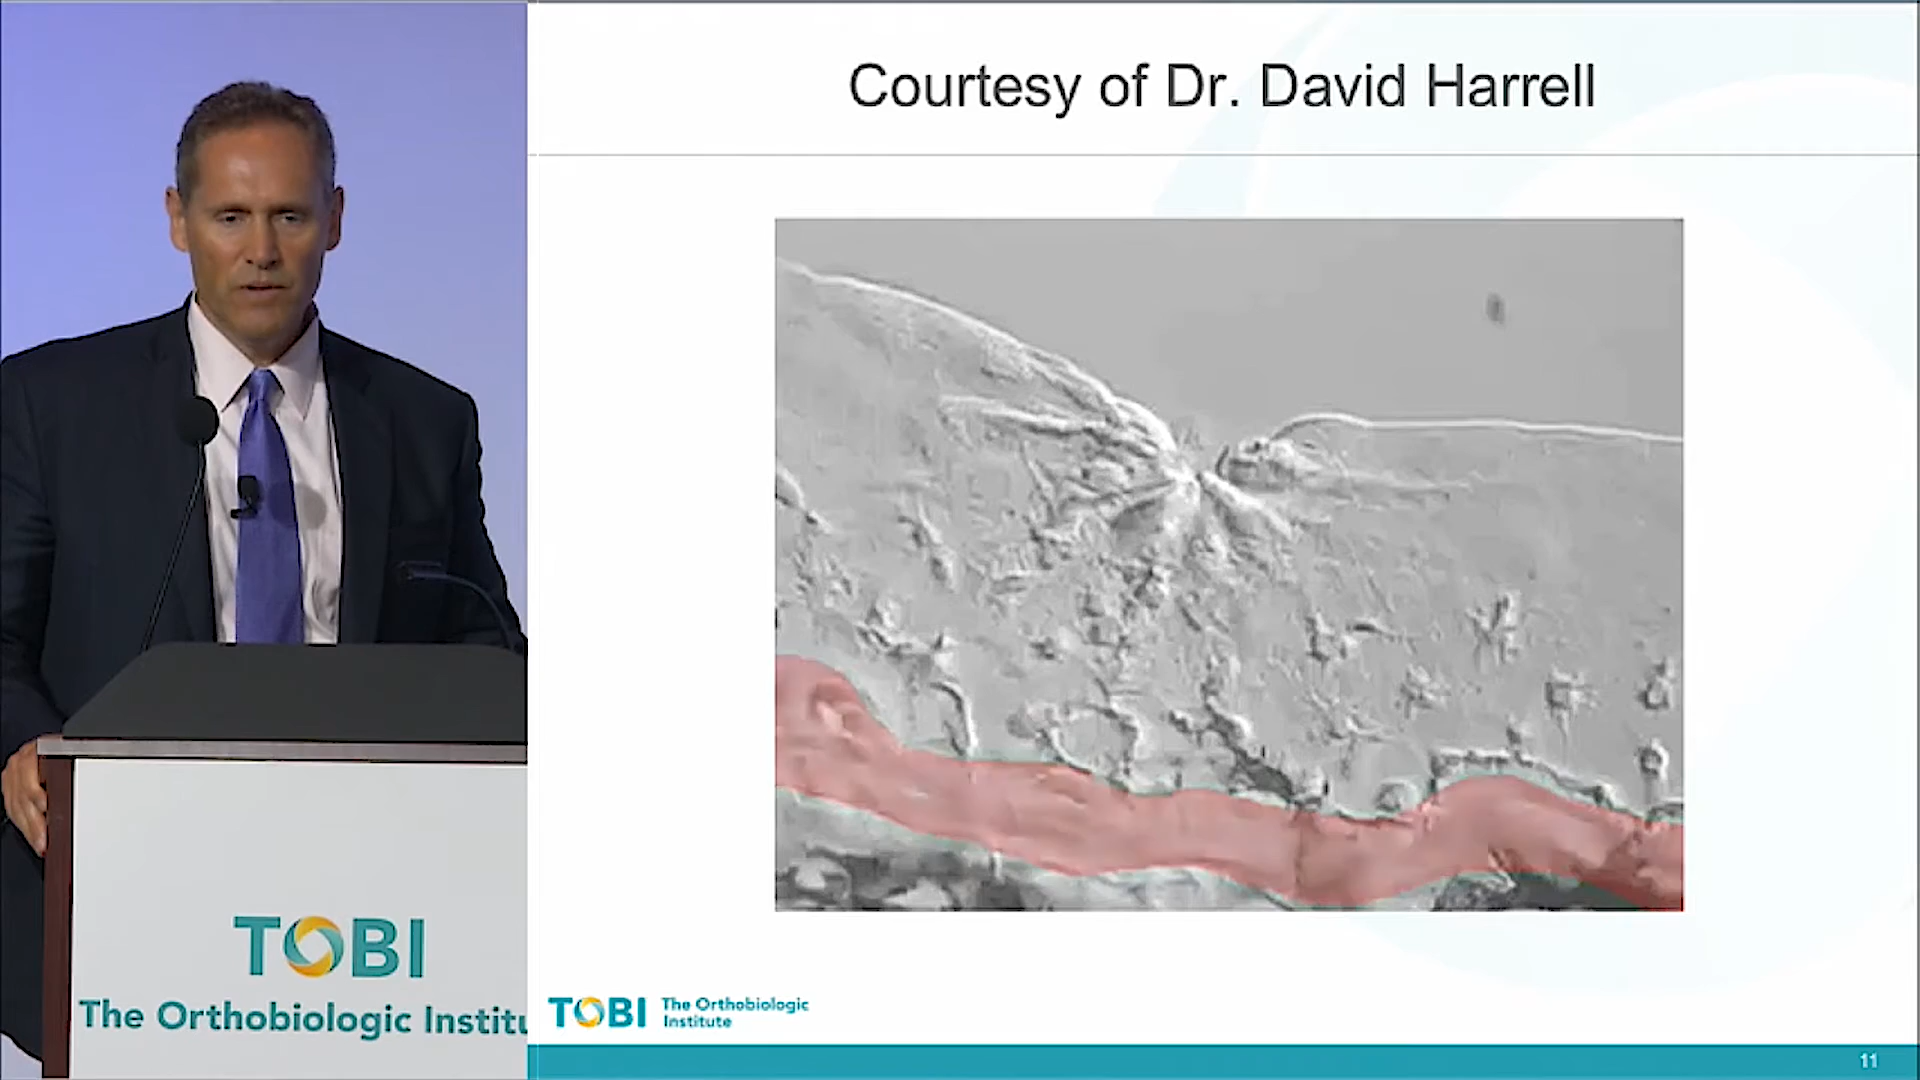 Courtesy of Dr. David Harrell
TOBI
The Orthobiologic Institu
TOBI The Orthobiologic
Institute
11